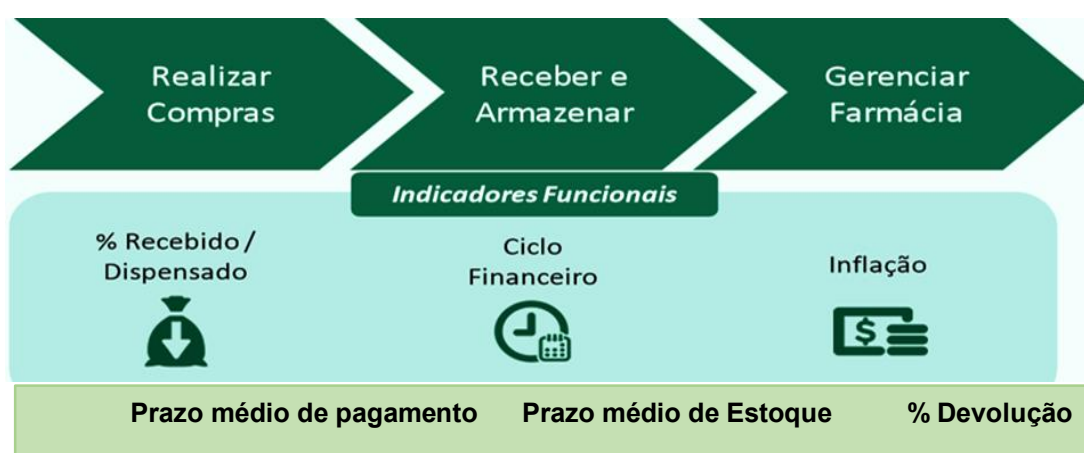 Realizar
Compras
Receber e
Armazenar
Gerenciar
Farmácia
Indicadores Funcionais
% Recebido /
Dispensado
Ciclo
Financeiro
Inflação
$
Prazo médio de pagamento Prazo médio de Estoque % Devolução